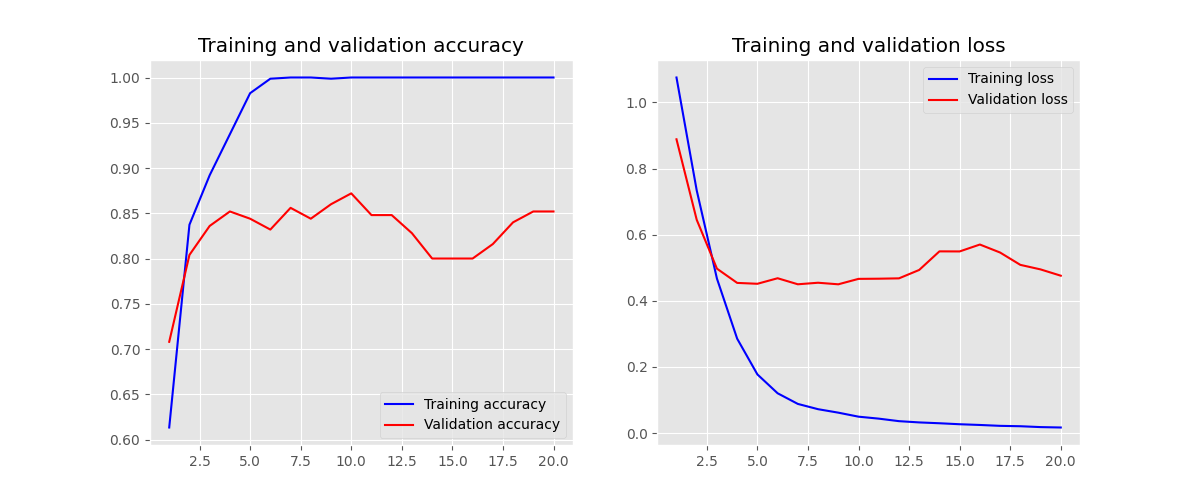 Training and validation accuracy
1.00
0.95
0.90
0.85
0.80
0.75
0.70
0.65
0.60
Training accuracy
Validation accuracy
2.5 5.0 7.5 10.0 12.5 15.0 17.5 20.0
Training and validation loss
Training loss
Validation loss
1.0
0.8
0.6
0.4
0.2
0.0
2.5 5.0 7.5 10.0 12.5 15.0 17.5 20.0